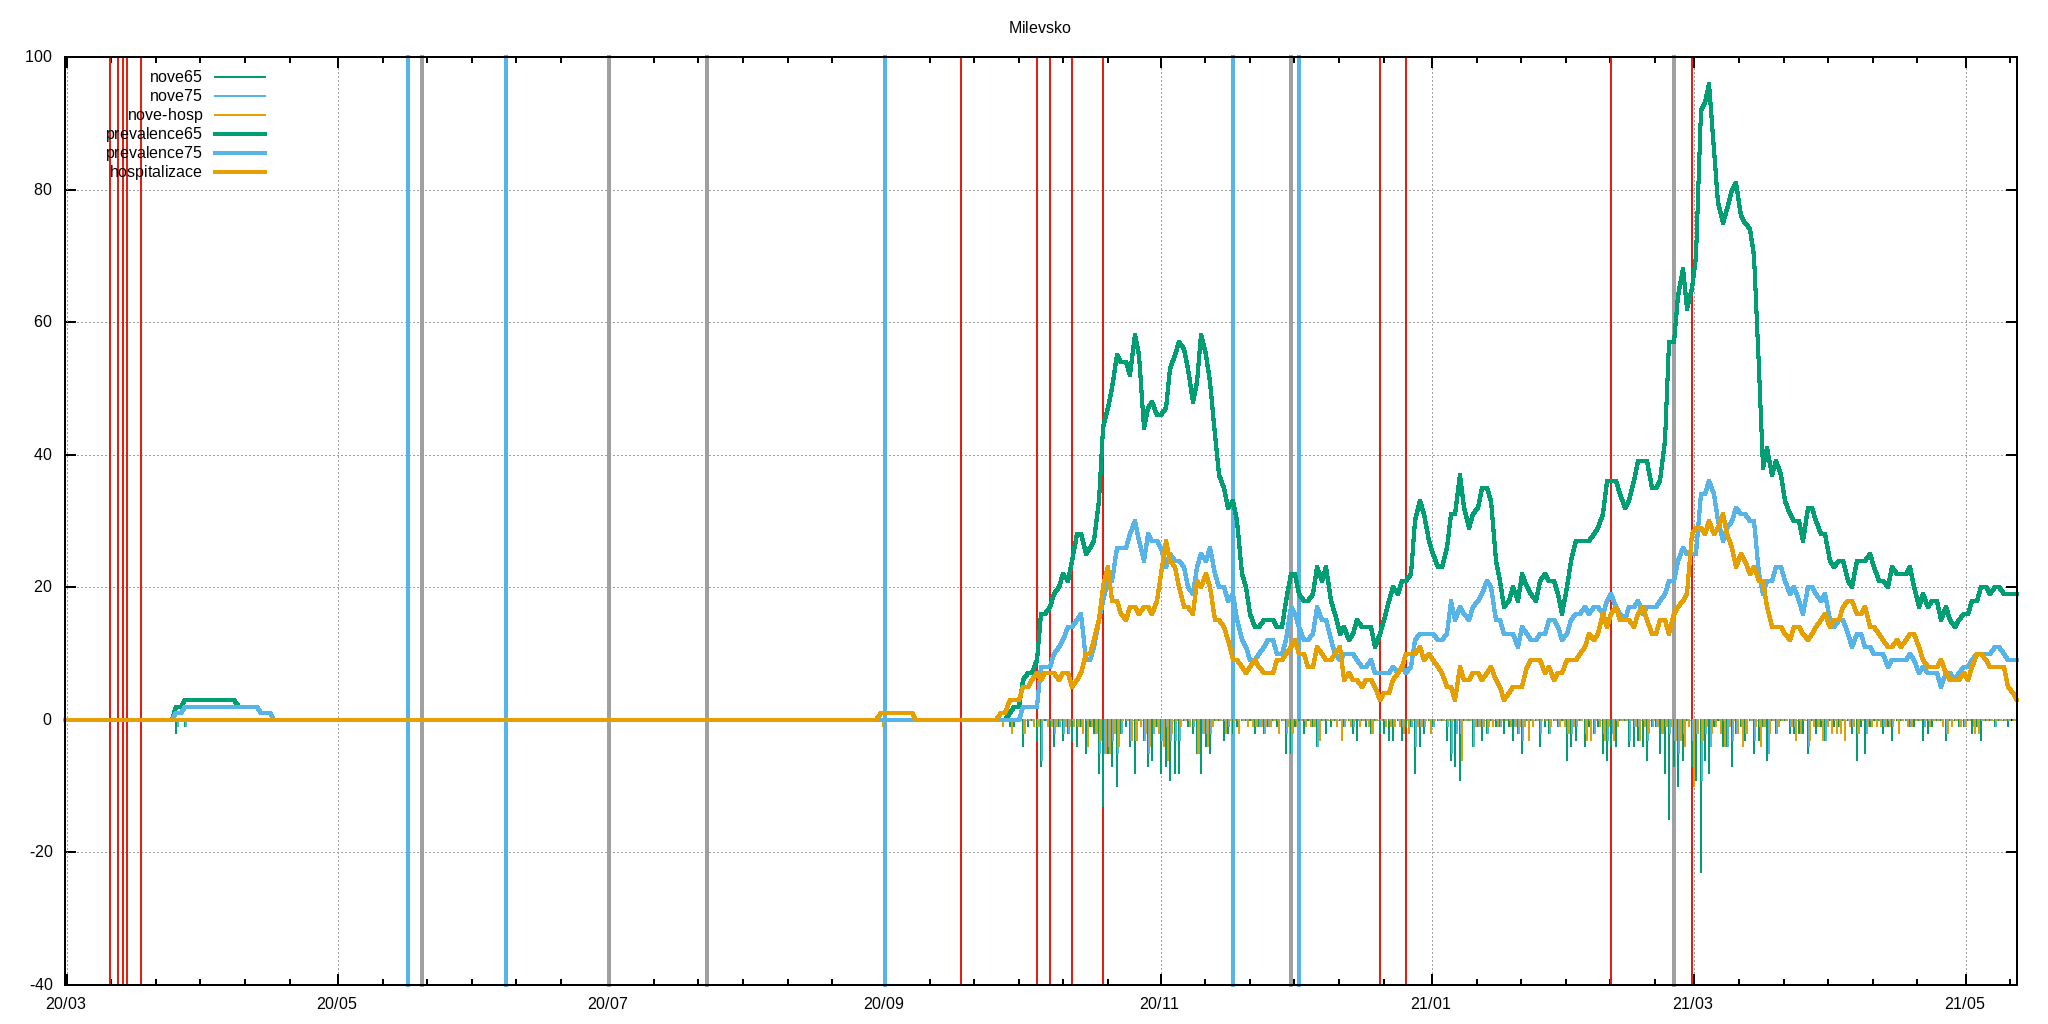 Milevsko
100
80
60
40
20
0
-20
-40
nove65
nove75
nove-hosp
prevalence65
prevalence75
hospitalizace
20/03 20/05 20/07 20/09 20/11 21/01 21/03 21/05